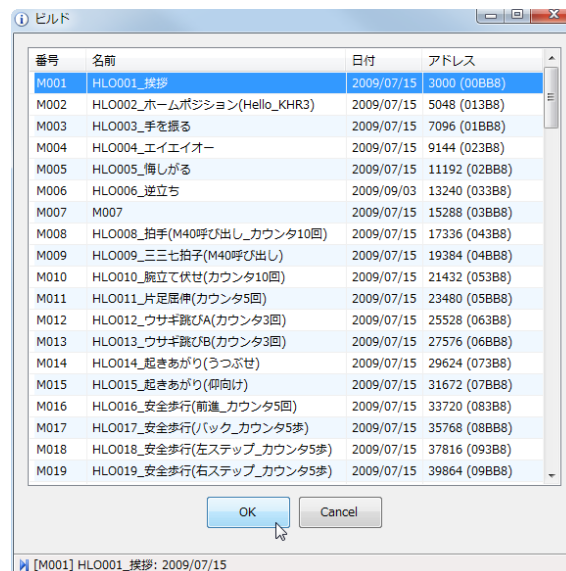 ビルド
番号 名前 日付 アドレス
M001 HLO001_挨拶 2009/07/15 3000 (00BB8)
M002 HLO002_ホームポジション(Hello_KHR3) 2009/07/15 5048 (013B8)
M003 HLO003_手を振る 2009/07/15 7096 (01BB8)
M004 HLO004_エイエイオー 2009/07/15 9144 (023B8)
M005 HLO005_悔しがる 2009/07/15 11192 (02BB8)
M006 HLO006_逆立ち 2009/09/03 13240 (033B8)
M007 M007 2009/07/15 15288 (03BB8)
M008 HLO008_拍手(M40呼び出し_カウンタ10回) 2009/07/15 17336 (043B8)
M009 HLO009_三三七拍子(M40呼び出し) 2009/07/15 19384 (04BB8)
M010 HLO010_腕立て伏せ(カウンタ10回) 2009/07/15 21432 (053B8)
M011 HLO011_片足屈伸(カウンタ5回) 2009/07/15 23480 (05BB8)
M012 HLO012_ウサギ跳びA(カウンタ3回) 2009/07/15 25528 (063B8)
M013 HLO013_ウサギ跳びB(カウンタ3回) 2009/07/15 27576 (06BB8)
M014 HLO014_起きあがり(うつぶせ) 2009/07/15 29624 (073B8)
M015 HLO015_起きあがり(仰向け) 2009/07/15 31672 (07BB8)
M016 HLO016_安全歩行(前進_カウンタ5回) 2009/07/15 33720 (083B8)
M017 HLO017_安全歩行(バック_カウンタ5歩) 2009/07/15 35768 (08BB8)
M018 HLO018_安全歩行(左ステップ_カウンタ5歩) 2009/07/15 37816 (093B8)
M019 HLO019_安全歩行(右ステップ_カウンタ5歩) 2009/07/15 39864 (09BB8)
OK Cancel
[M001] HLO001_挨拶: 2009/07/15